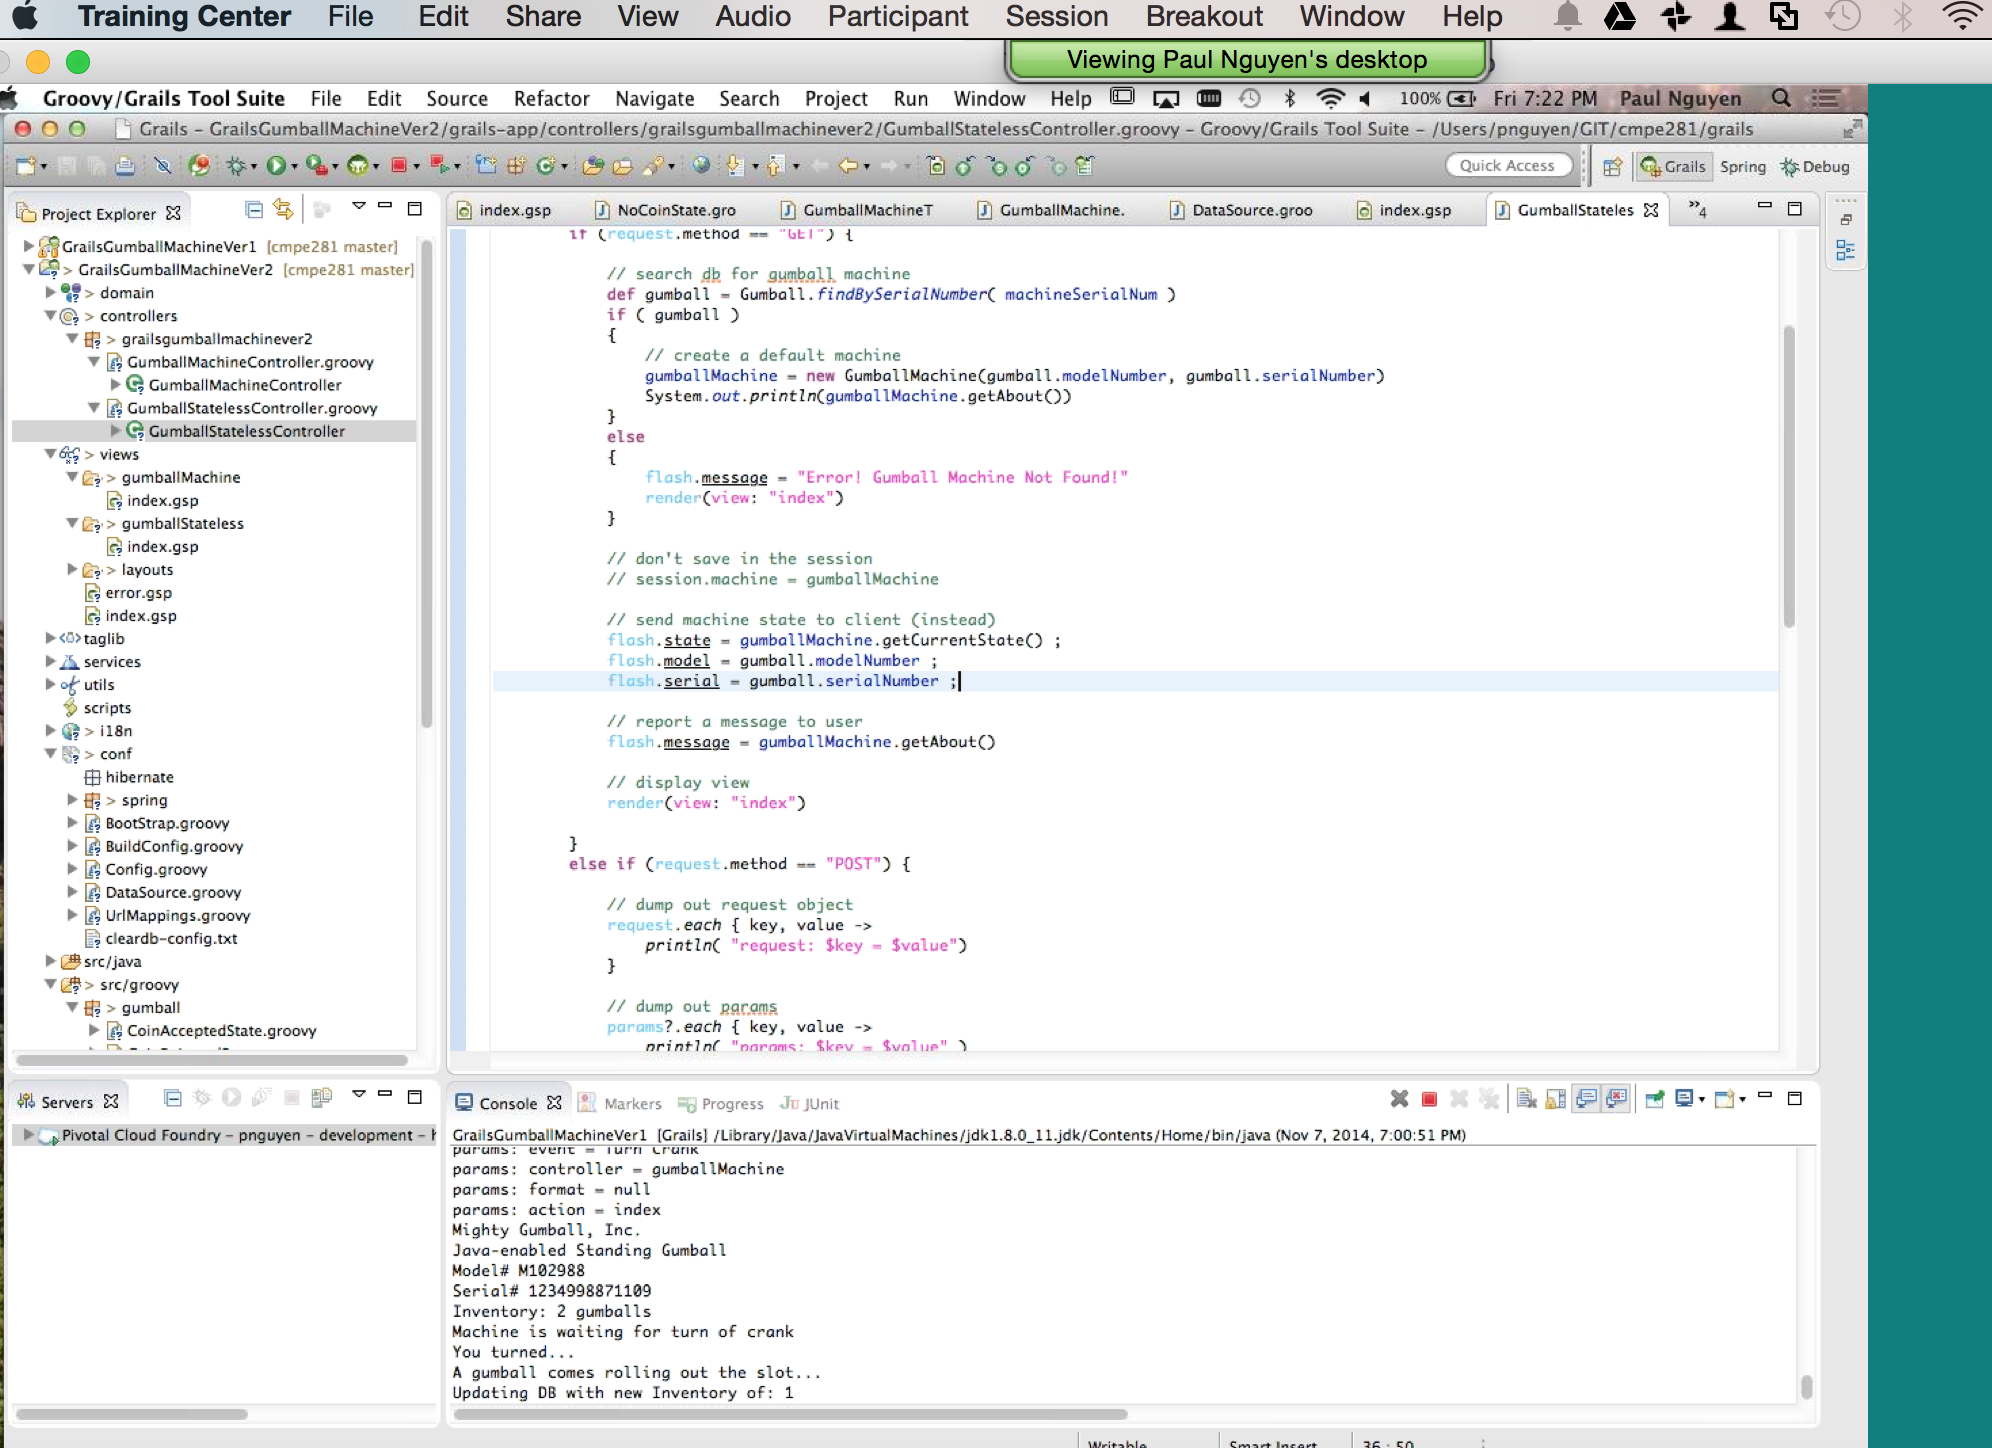 Training Center File Edit Share View Audio Participant Session Breakout Window Help
Viewing Paul Nguyen's desktop
Groovy/Grails Tool Suite File Edit Source Refactor Navigate Search Project Run Window Help 100% Fri 7:22 PM Paul Nguyen
Grails – GrailsGumballMachineVer2/grails-app/controllers/grailsgumballmachinever2/GumballStatelessController.groovy – Groovy/Grails Tool Suite – /Users/pnguyen/GIT/cmpe281/grails
Quick Access Grails Spring Debug
Project Explorer
GrailsGumballMachineVer1 [cmpe281 master]
> GrailsGumballMachineVer2 [cmpe281 master]
> domain
> controllers
> grailsgumballmachinever2
GumballMachineController.groovy
GumballMachineController
GumballStatelessController.groovy
GumballStatelessController
> views
> gumballMachine
index.gsp
> gumballStateless
index.gsp
> layouts
error.gsp
index.gsp
taglib
services
utils
scripts
> i18n
> conf
hibernate
> spring
BootStrap.groovy
BuildConfig.groovy
Config.groovy
DataSource.groovy
UrlMappings.groovy
cleardb-config.txt
src/java
> src/groovy
> gumball
CoinAcceptedState.groovy
index.gsp NoCoinState.gro GumballMachineT GumballMachine. DataSource.groo index.gsp GumballStateles »4
if (request.method == "GET") {
// search db for gumball machine
def gumball = Gumball.findBySerialNumber( machineSerialNum )
if ( gumball )
{
// create a default machine
gumballMachine = new GumballMachine(gumball.modelNumber, gumball.serialNumber)
System.out.println(gumballMachine.getAbout())
}
else
{
flash.message = "Error! Gumball Machine Not Found!"
render(view: "index")
}
// don't save in the session
// session.machine = gumballMachine
// send machine state to client (instead)
flash.state = gumballMachine.getCurrentState() ;
flash.model = gumball.modelNumber ;
flash.serial = gumball.serialNumber ;
// report a message to user
flash.message = gumballMachine.getAbout()
// display view
render(view: "index")
}
else if (request.method == "POST") {
// dump out request object
request.each { key, value ->
println( "request: $key = $value")
}
// dump out params
params?.each { key, value ->
println( "params: $key = $value" )
Servers
Pivotal Cloud Foundry – pnguyen – development –
Console Markers Progress JUnit
GrailsGumballMachineVer1 [Grails] /Library/Java/JavaVirtualMachines/jdk1.8.0_11.jdk/Contents/Home/bin/java (Nov 7, 2014, 7:00:51 PM)
params: event = Turn Crank
params: controller = gumballMachine
params: format = null
params: action = index
Mighty Gumball, Inc.
Java-enabled Standing Gumball
Model# M102988
Serial# 1234998871109
Inventory: 2 gumballs
Machine is waiting for turn of crank
You turned...
A gumball comes rolling out the slot...
Updating DB with new Inventory of: 1
Writable Smart Insert 36 : 50